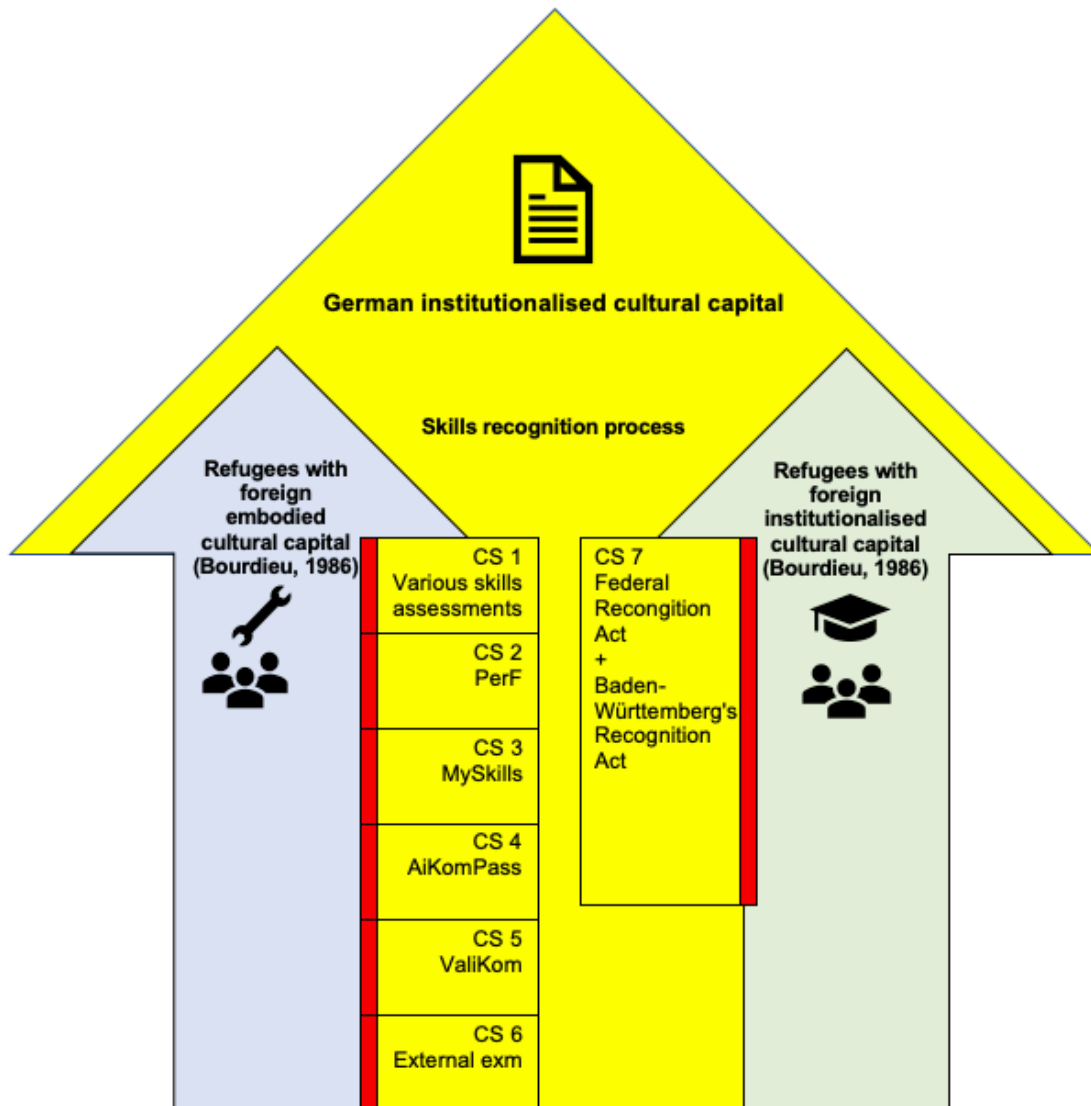 German institutionalised cultural capital
Skills recognition process
Refugees with
foreign
embodied
cultural capital
(Bourdieu, 1986)
CS 1
Various skills
assessments
CS 2
PerF
CS 3
MySkills
CS 4
AiKomPass
CS 5
ValiKom
CS 6
External exm
CS 7
Federal
Recongition
Act
+
Baden-
Württemberg's
Recognition
Act
Refugees with
foreign
institutionalised
cultural capital
(Bourdieu, 1986)